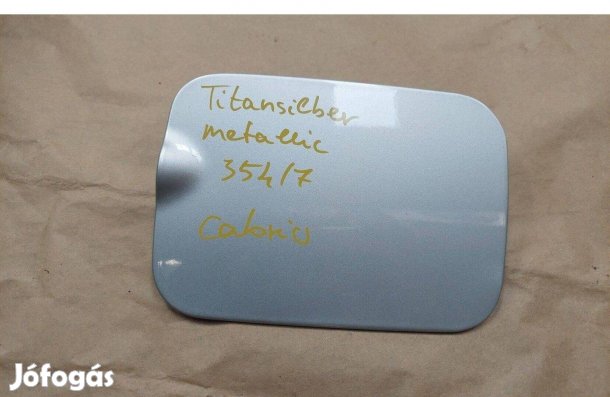 Titansilber
metallic
354/7
Cabrio
Jófogás